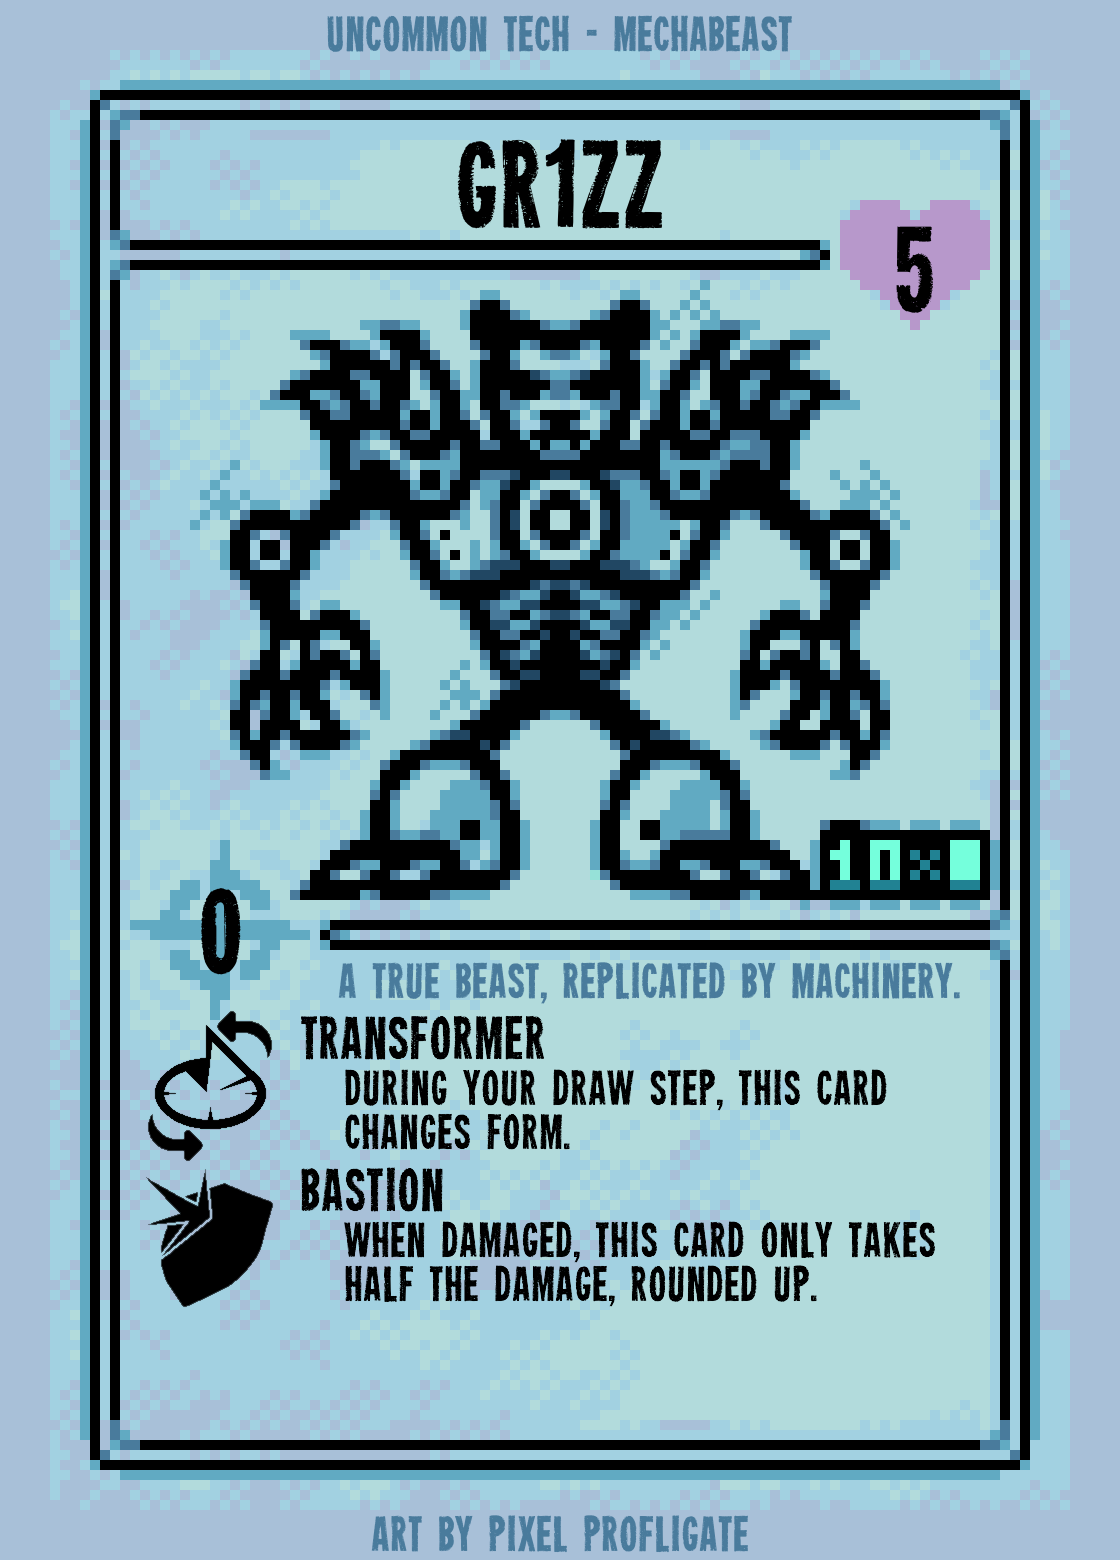 UNCOMMON TECH - MECHABEAST
GR1ZZ
5
10x
0
A TRUE BEAST, REPLICATED BY MACHINERY.
TRANSFORMER
DURING YOUR DRAW STEP, THIS CARD
CHANGES FORM.
BASTION
WHEN DAMAGED, THIS CARD ONLY TAKES
HALF THE DAMAGE, ROUNDED UP.
ART BY PIXEL PROFLIGATE